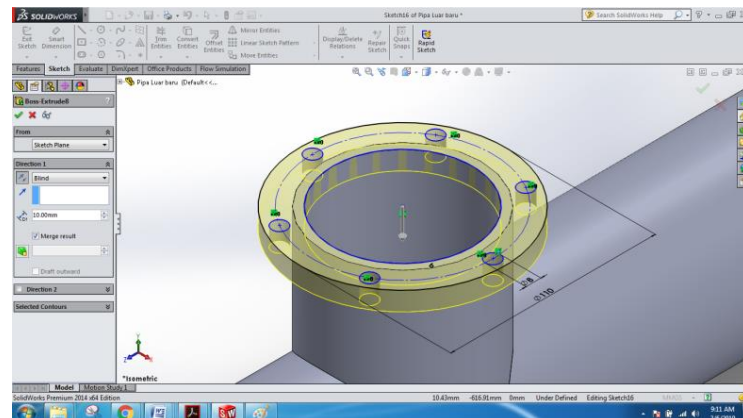 SOLIDWORKS
Sketch16 of Pipa Luar baru *
Search SolidWorks Help
Exit Sketch
Smart Dimension
Trim Entities
Convert Entities
Offset Entities
Mirror Entities
Linear Sketch Pattern
Move Entities
Display/Delete Relations
Repair Sketch
Quick Snaps
Rapid Sketch
Features Sketch Evaluate DimXpert Office Products Flow Simulation
Pipa Luar baru (Default<<...
Boss-Extrude8
From
Sketch Plane
Direction 1
Blind
10.00mm
Merge result
Draft outward
Direction 2
Selected Contours
Ø8
Ø110
*Isometric
Model Motion Study 1
SolidWorks Premium 2014 x64 Edition
10.43mm -616.91mm 0mm Under Defined Editing Sketch16
9:11 AM